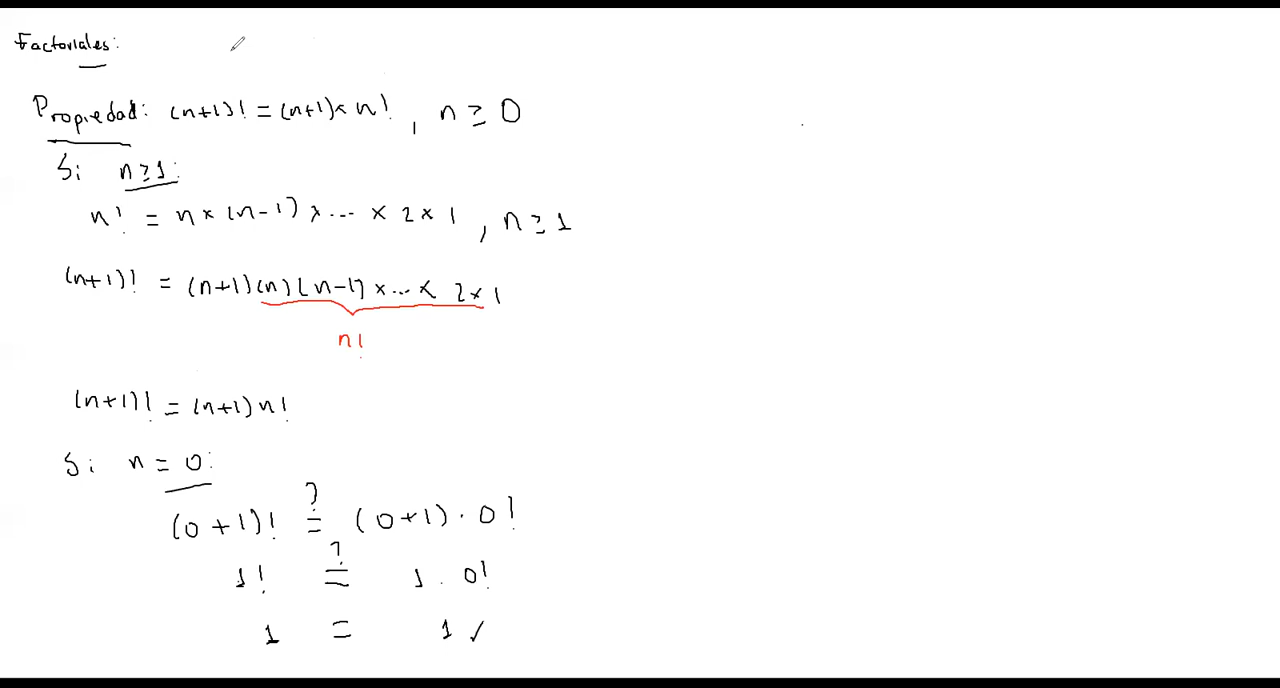 Factoriales:
Propiedad: (n+1)! = (n+1)× n! , n ≥ 0
Si n≥1:
n! = n × (n-1) × ... × 2 × 1 , n ≥ 1
(n+1)! = (n+1)(n)(n-1) × ... × 2×1
n!
(n+1)! = (n+1) n!
Si n = 0:
(0+1)! ≟ (0+1) · 0!
1! ≟ 1 . 0!
1 = 1 ✓